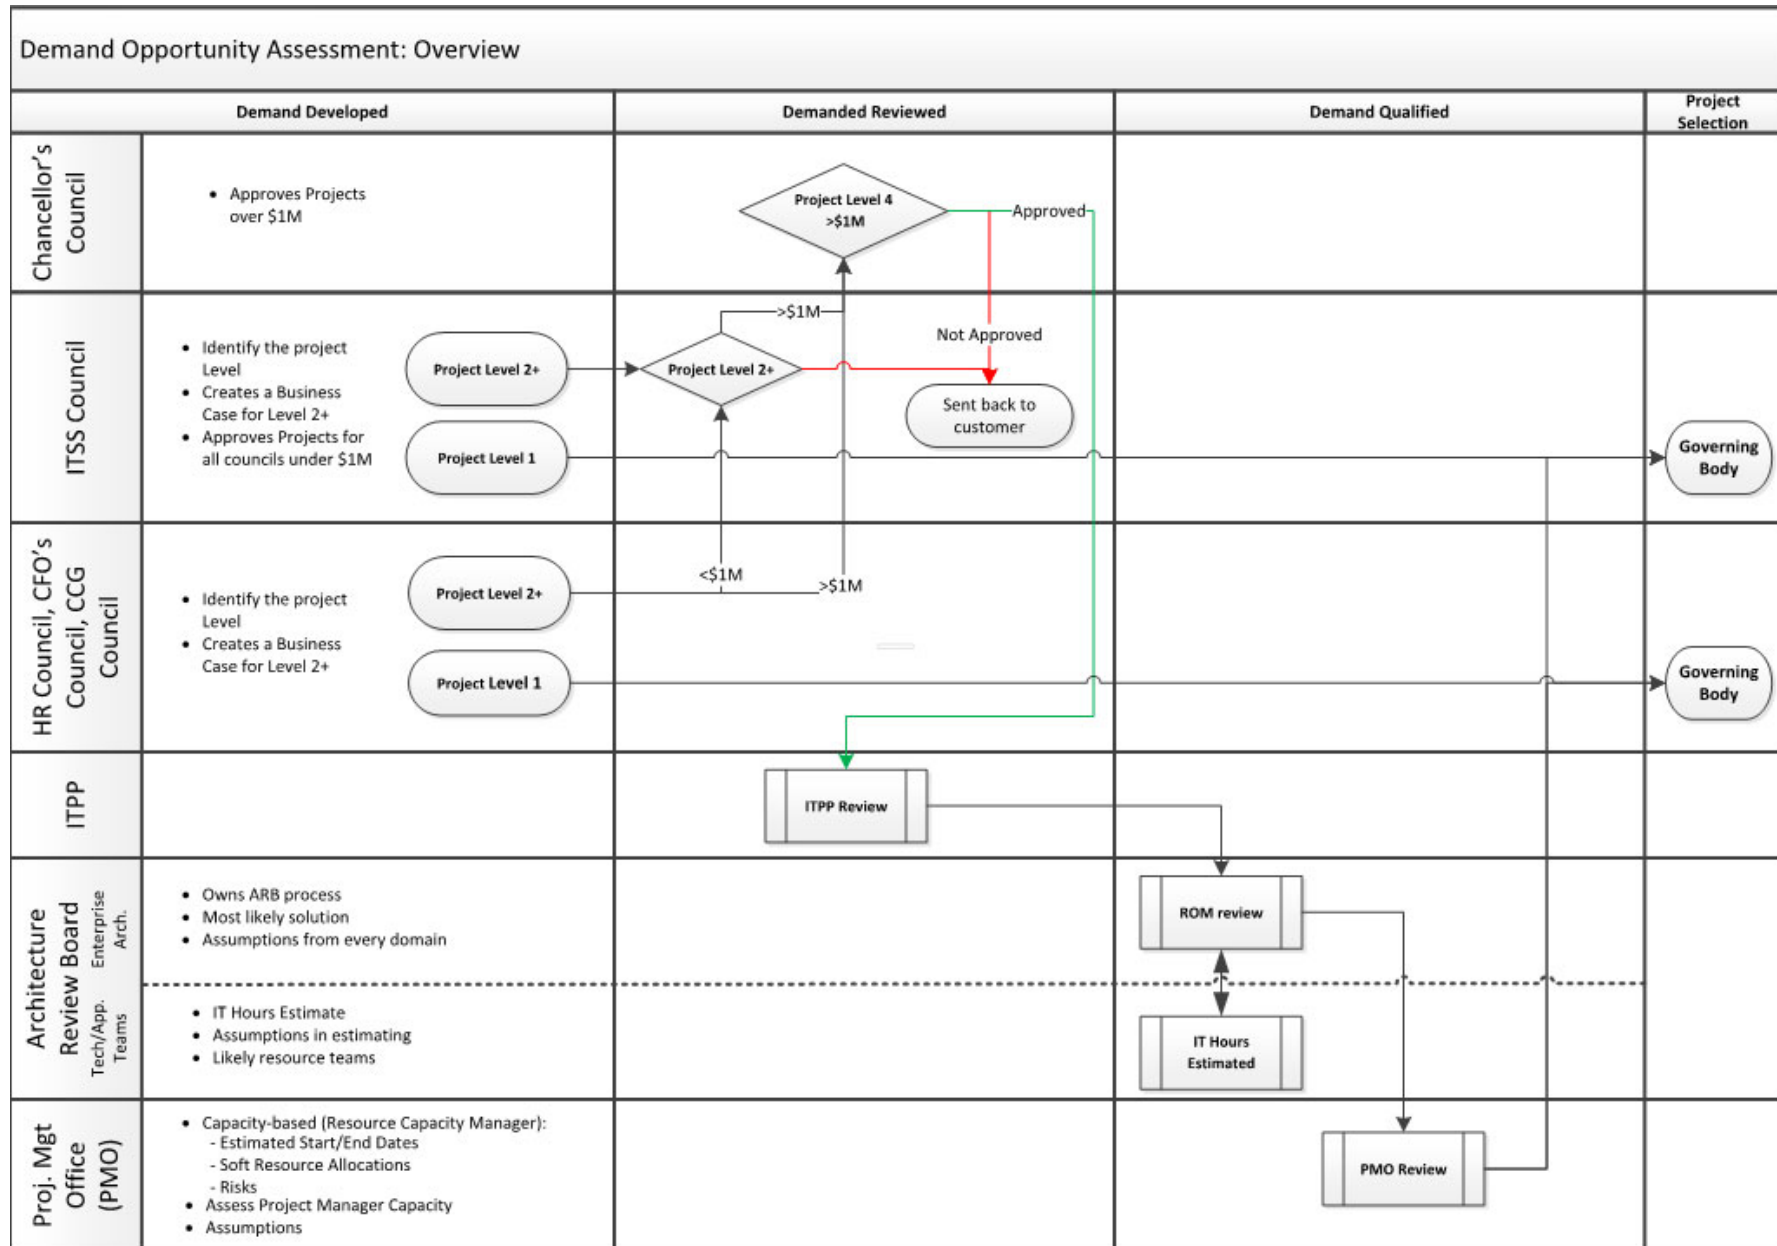 Demand Opportunity Assessment: Overview
Demand Developed
Demanded Reviewed
Demand Qualified
Project
Selection
Chancellor's
Council
• Approves Projects
over $1M
Project Level 4
>$1M
Approved
ITSS Council
• Identify the project
Level
• Creates a Business
Case for Level 2+
• Approves Projects for
all councils under $1M
Project Level 2+
Project Level 1
>$1M
Project Level 2+
Not Approved
Sent back to
customer
Governing
Body
HR Council, CFO's
Council, CCG
Council
• Identify the project
Level
• Creates a Business
Case for Level 2+
Project Level 2+
Project Level 1
<$1M
>$1M
Governing
Body
ITPP
ITPP Review
Architecture
Review Board
Enterprise
Arch.
• Owns ARB process
• Most likely solution
• Assumptions from every domain
ROM review
Tech/App.
Teams
• IT Hours Estimate
• Assumptions in estimating
• Likely resource teams
IT Hours
Estimated
Proj. Mgt
Office
(PMO)
• Capacity-based (Resource Capacity Manager):
- Estimated Start/End Dates
- Soft Resource Allocations
- Risks
• Assess Project Manager Capacity
• Assumptions
PMO Review